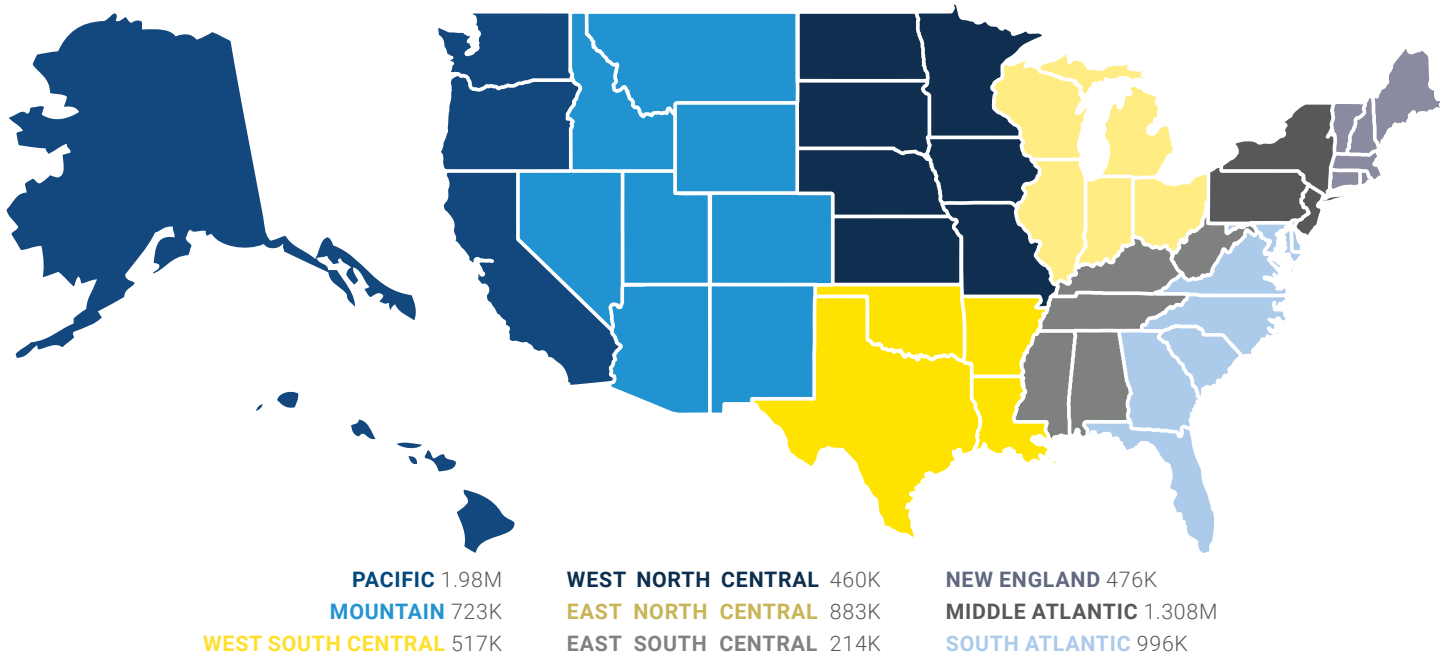 PACIFIC 1.98M
MOUNTAIN 723K
WEST SOUTH CENTRAL 517K
WEST NORTH CENTRAL 460K
EAST NORTH CENTRAL 883K
EAST SOUTH CENTRAL 214K
NEW ENGLAND 476K
MIDDLE ATLANTIC 1.308M
SOUTH ATLANTIC 996K